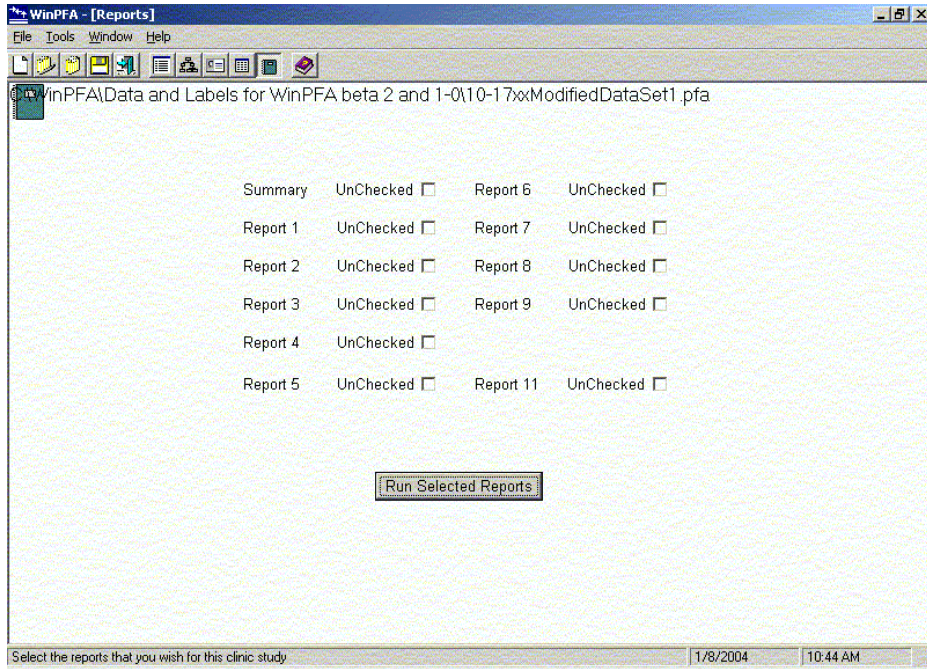 WinPFA - [Reports]
File Tools Window Help
\WinPFA\Data and Labels for WinPFA beta 2 and 1-0\10-17xxModifiedDataSet1.pfa
Summary UnChecked Report 6 UnChecked
Report 1 UnChecked Report 7 UnChecked
Report 2 UnChecked Report 8 UnChecked
Report 3 UnChecked Report 9 UnChecked
Report 4 UnChecked
Report 5 UnChecked Report 11 UnChecked
Run Selected Reports
Select the reports that you wish for this clinic study 1/8/2004 10:44 AM